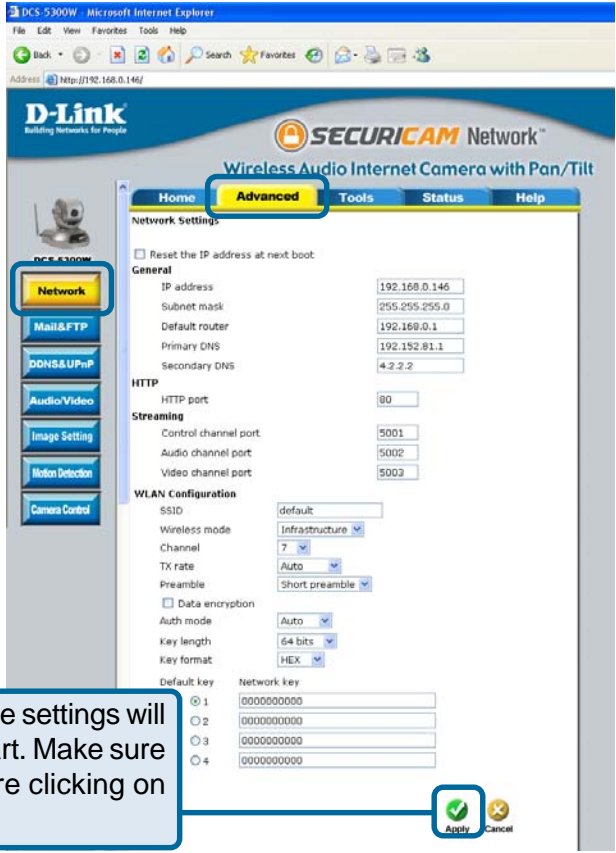 DCS-5300W - Microsoft Internet Explorer
File Edit View Favorites Tools Help
Back Search Favorites
Address http://192.168.0.146/
D-Link
Building Networks for People
SECURICAM Network™
Wireless Audio Internet Camera with Pan/Tilt
Home Advanced Tools Status Help
DCS-5300W
Network
Mail&FTP
DDNS&UPnP
Audio/Video
Image Setting
Motion Detection
Camera Control
Network Settings
Reset the IP address at next boot
General
IP address 192.168.0.146
Subnet mask 255.255.255.0
Default router 192.168.0.1
Primary DNS 192.152.81.1
Secondary DNS 4.2.2.2
HTTP
HTTP port 80
Streaming
Control channel port 5001
Audio channel port 5002
Video channel port 5003
WLAN Configuration
SSID default
Wireless mode Infrastructure
Channel 7
TX rate Auto
Preamble Short preamble
Data encryption
Auth mode Auto
Key length 64 bits
Key format HEX
Default key Network key
1 0000000000
2 0000000000
3 0000000000
4 0000000000
settings will
Make sure
clicking on
Apply Cancel